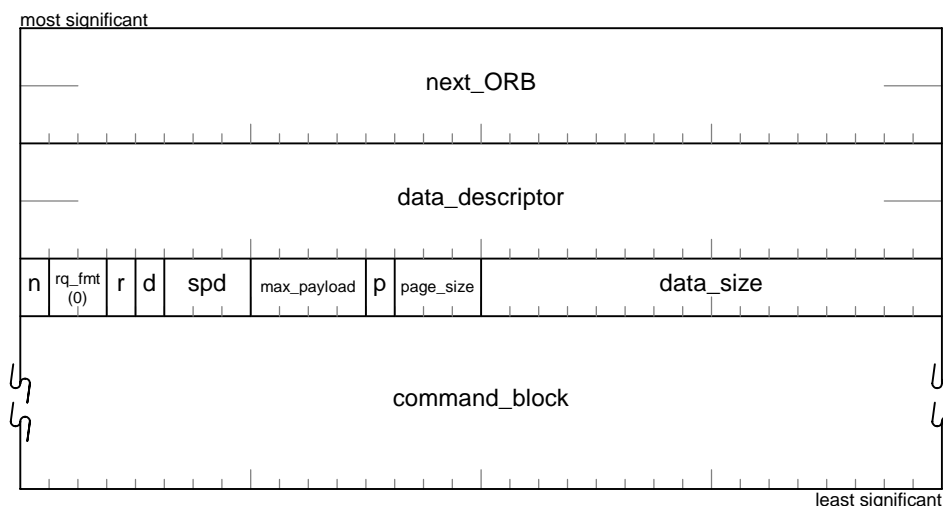 most significant
next_ORB
data_descriptor
n rq_fmt (0) r d spd max_payload p page_size data_size
command_block
least significant